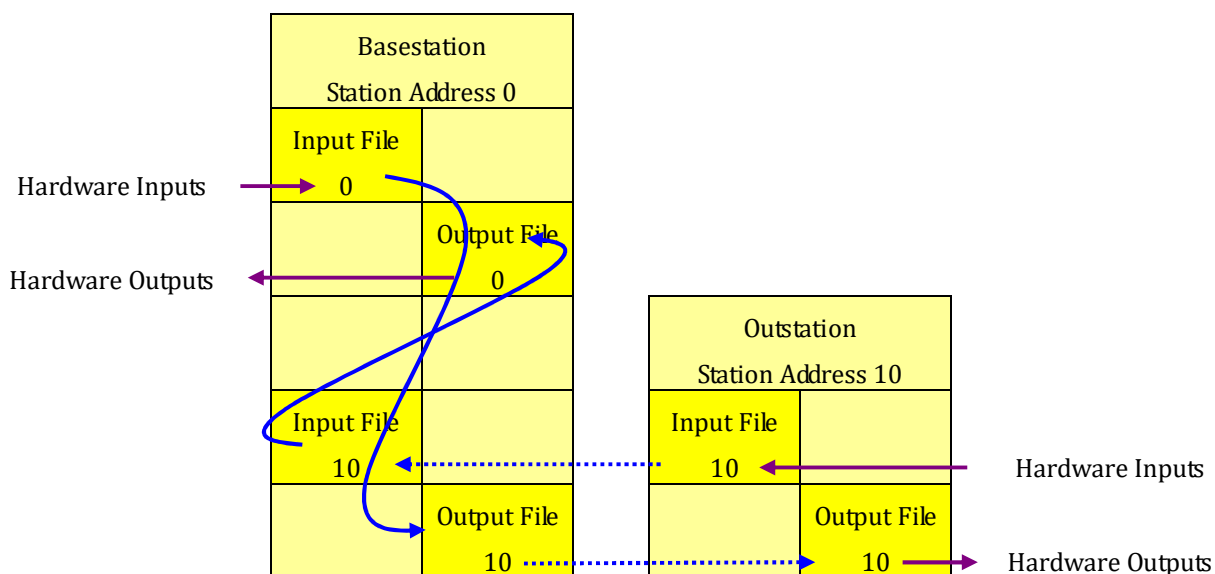 Basestation
Station Address 0
Input File
0
Hardware Inputs
Output File
0
Hardware Outputs
Outstation
Station Address 10
Input File
10
Input File
10
Hardware Inputs
Output File
10
Output File
10
Hardware Outputs